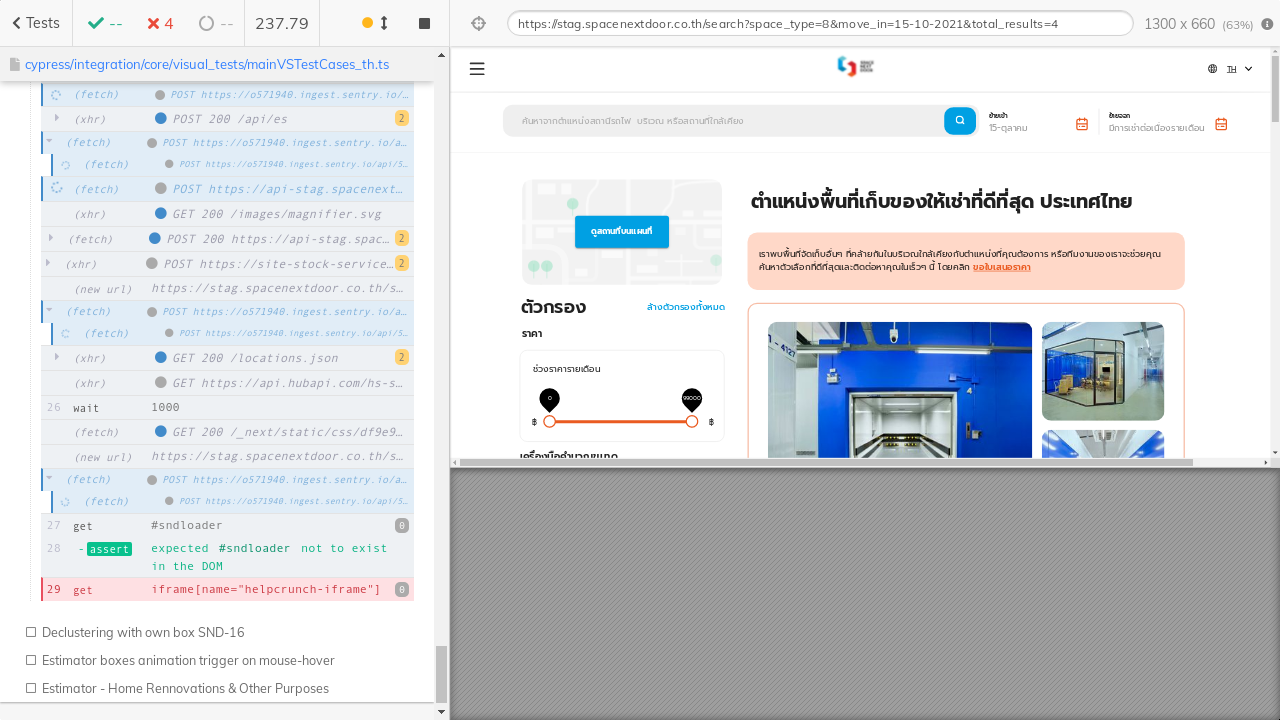 Tests
--
4
--
237.79
https://stag.spacenextdoor.co.th/search?space_type=8&move_in=15-10-2021&total_results=4
1300 x 660 (63%)
cypress/integration/core/visual_tests/mainVSTestCases_th.ts
(fetch) POST https://o571940.ingest.sentry.io/…
(xhr) POST 200 /api/es 2
(fetch) POST https://o571940.ingest.sentry.io/a…
(fetch) POST https://o571940.ingest.sentry.io/api/5…
(fetch) POST https://api-stag.spacenext…
(xhr) GET 200 /images/magnifier.svg
(fetch) POST 200 https://api-stag.spac… 2
(xhr) POST https://site-stock-service… 2
(new url) https://stag.spacenextdoor.co.th/s…
(fetch) POST https://o571940.ingest.sentry.io/a…
(fetch) POST https://o571940.ingest.sentry.io/api/5…
(xhr) GET 200 /locations.json 2
(xhr) GET https://api.hubapi.com/hs-s…
26 wait 1000
(fetch) GET 200 /_next/static/css/df9e9…
(new url) https://stag.spacenextdoor.co.th/s…
(fetch) POST https://o571940.ingest.sentry.io/a…
(fetch) POST https://o571940.ingest.sentry.io/api/5…
27 get #sndloader 0
28 -assert expected #sndloader not to exist
in the DOM
29 get iframe[name="helpcrunch-iframe"] 0
Declustering with own box SND-16
Estimator boxes animation trigger on mouse-hover
Estimator - Home Rennovations & Other Purposes
SPACE
NEXT
DOOR
TH
ค้นหาจากตำแหน่งสถานีรถไฟ บริเวณ หรือสถานที่ใกล้เคียง
ย้ายเข้า
15-ตุลาคม
ย้ายออก
มีการเช่าต่อเนื่องรายเดือน
ดูสถานที่บนแผนที่
ตัวกรอง
ล้างตัวกรองทั้งหมด
ราคา
ช่วงราคารายเดือน
0
99000
฿
฿
เครื่องมือคำนวณขนาด
ตำแหน่งพื้นที่เก็บของให้เช่าที่ดีที่สุด ประเทศไทย
เราพบพื้นที่จัดเก็บอื่นๆ ที่คล้ายกันในบริเวณใกล้เคียงกับตำแหน่งที่คุณต้องการ หรือทีมงานของเราจะช่วยคุณ
ค้นหาตัวเลือกที่ดีที่สุดและติดต่อหาคุณในเร็วๆ นี้ โดยคลิก ขอใบเสนอราคา
- 4127